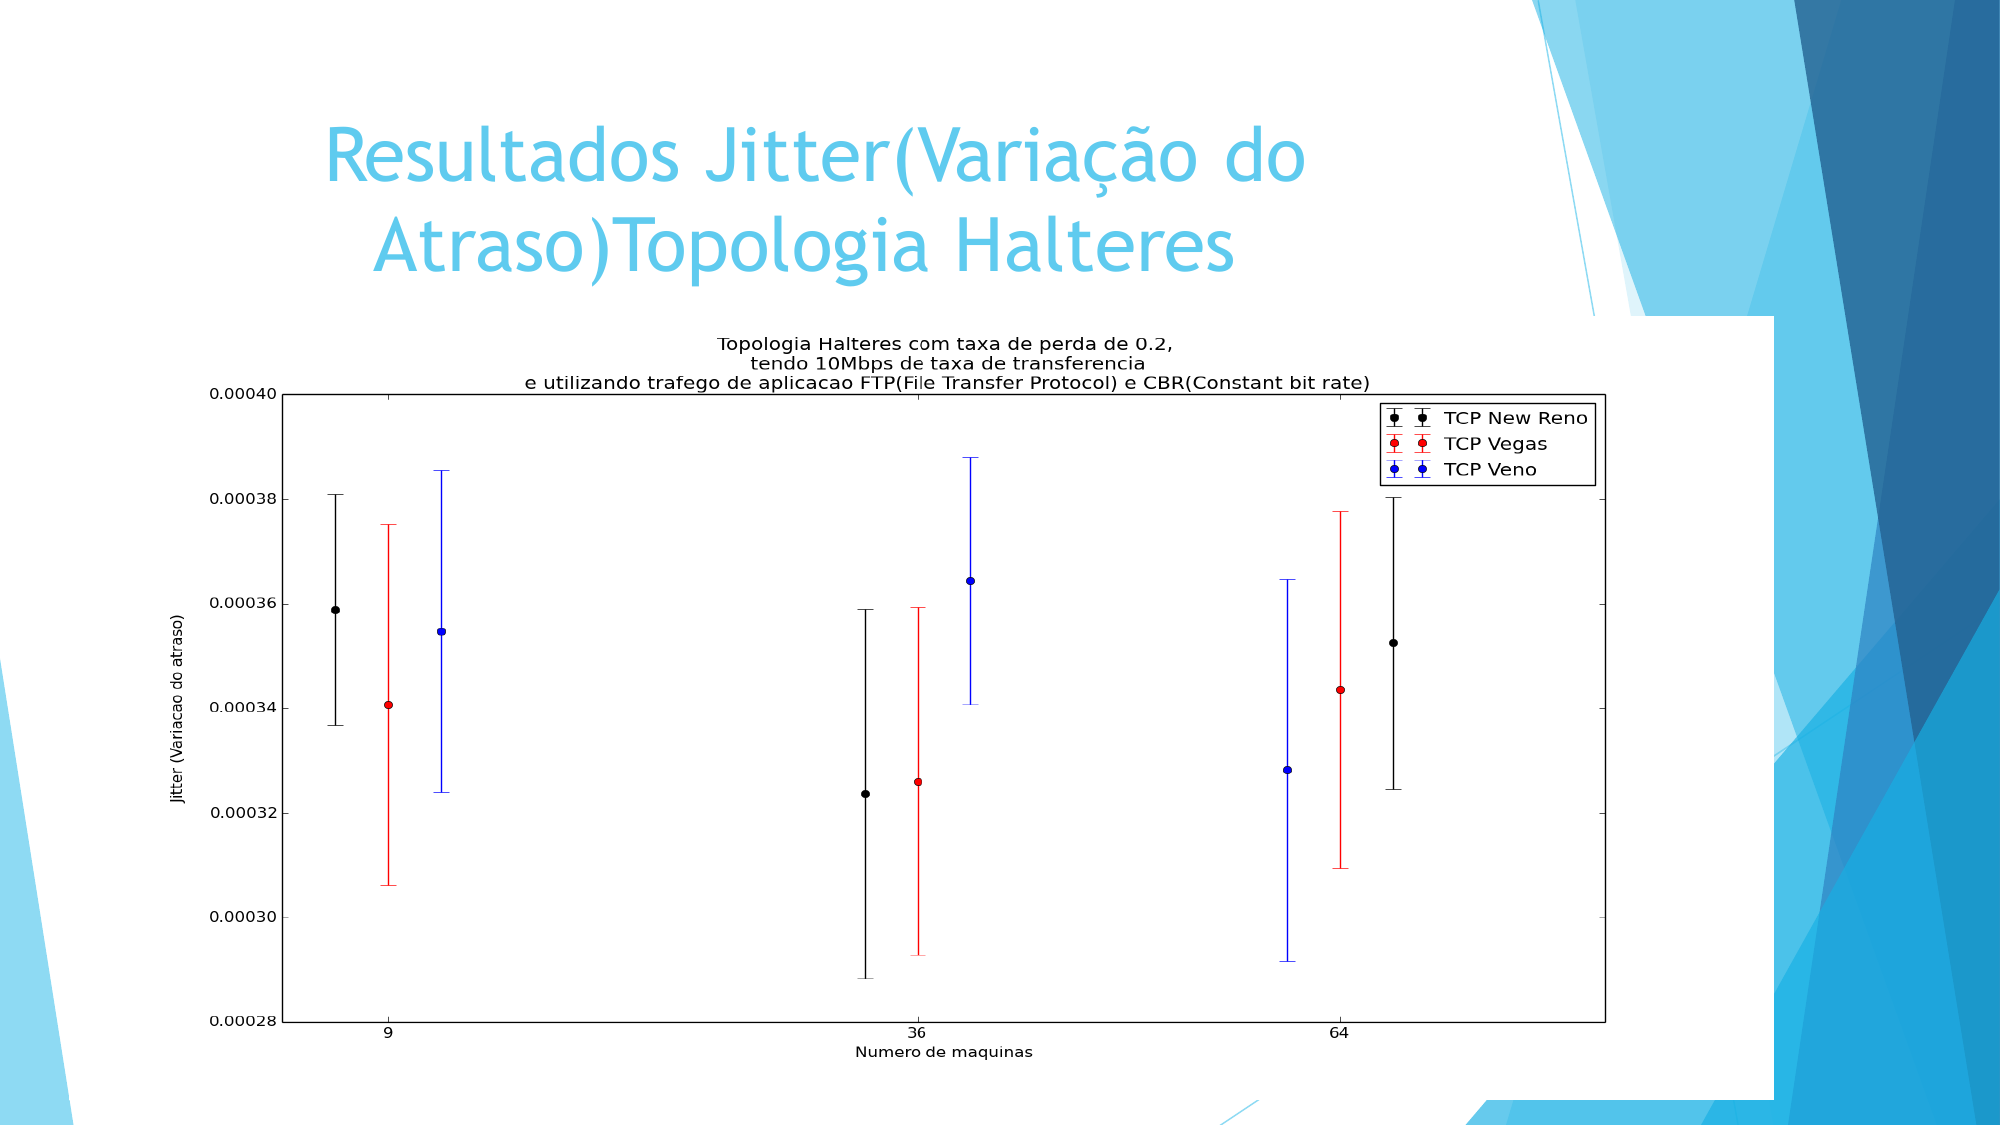 Resultados Jitter(Variação do
Atraso)Topologia Halteres
Topologia Halteres com taxa de perda de 0.2,
tendo 10Mbps de taxa de transferencia
e utilizando trafego de aplicacao FTP(File Transfer Protocol) e CBR(Constant bit rate)
TCP New Reno
TCP Vegas
TCP Veno
0.00040
0.00038
0.00036
0.00034
0.00032
0.00030
0.00028
Jitter (Variacao do atraso)
9
36
64
Numero de maquinas